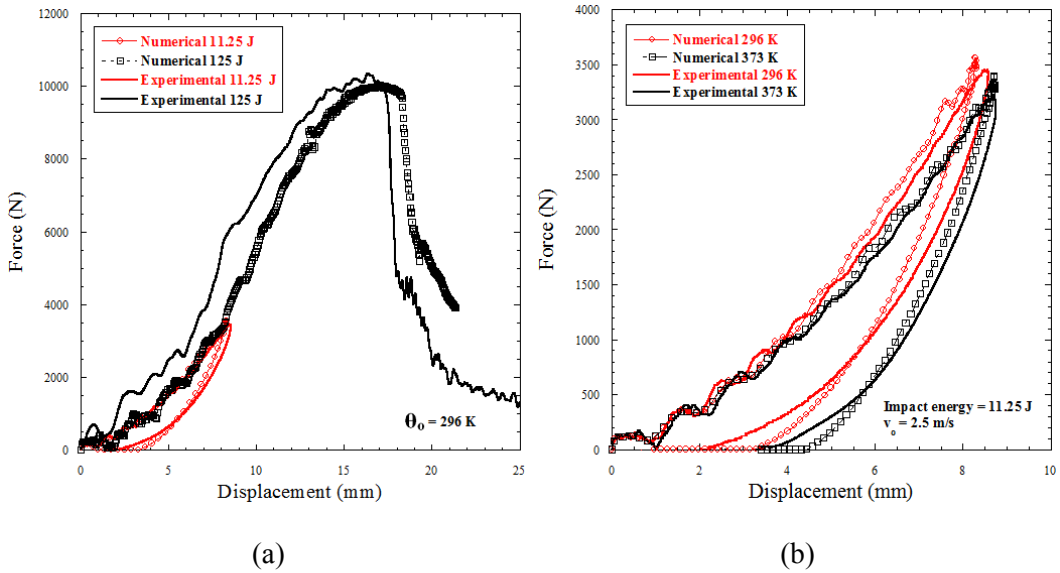 12000
10000
8000
6000
4000
2000
0
Force (N)
Numerical 11.25 J
Numerical 125 J
Experimental 11.25 J
Experimental 125 J
θo = 296 K
0 5 10 15 20 25
Displacement (mm)
(a)
4000
3500
3000
2500
2000
1500
1000
500
0
Force (N)
Numerical 296 K
Numerical 373 K
Experimental 296 K
Experimental 373 K
Impact energy = 11.25 J
vo = 2.5 m/s
0 2 4 6 8 10
Displacement (mm)
(b)